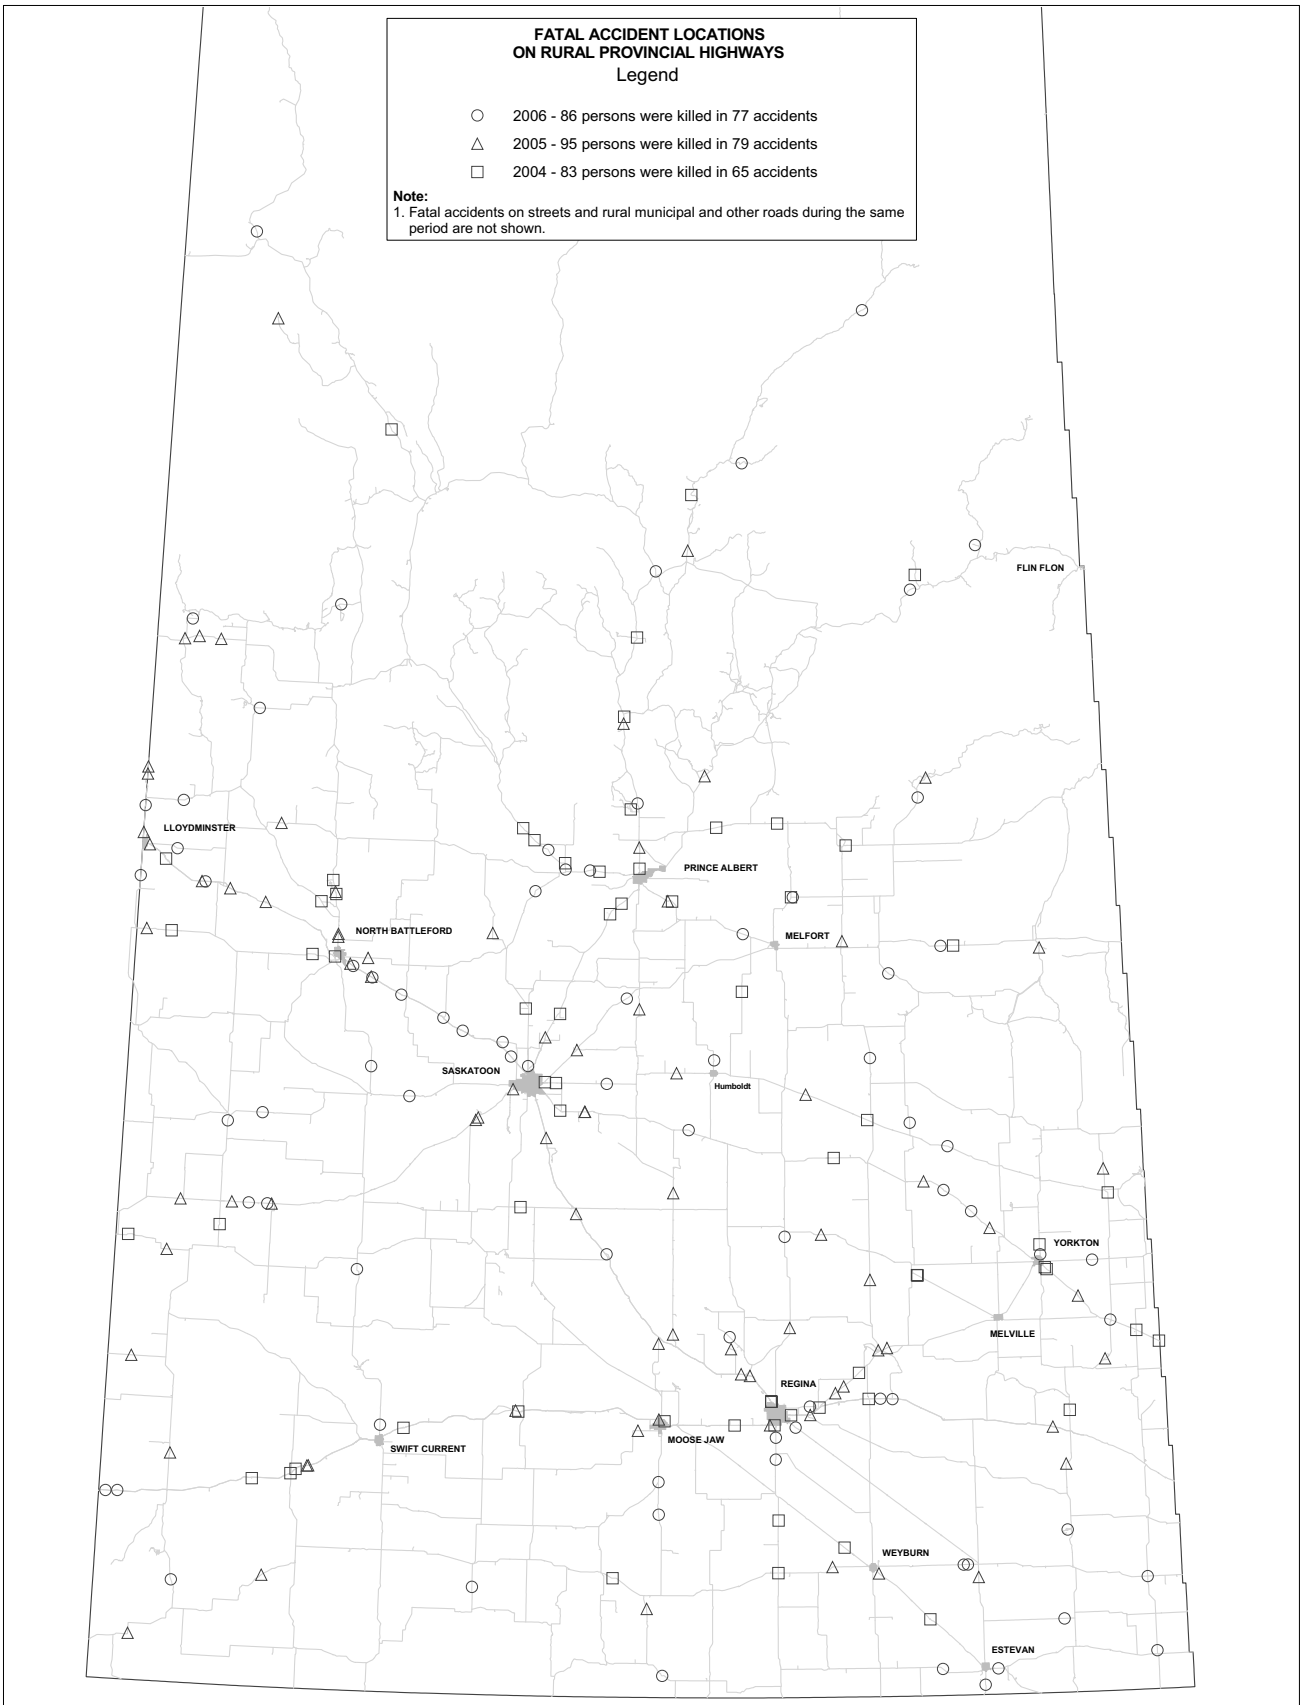 FATAL ACCIDENT LOCATIONS
ON RURAL PROVINCIAL HIGHWAYS
Legend
2006 - 86 persons were killed in 77 accidents
2005 - 95 persons were killed in 79 accidents
2004 - 83 persons were killed in 65 accidents
Note:
1. Fatal accidents on streets and rural municipal and other roads during the same
period are not shown.
FLIN FLON
LLOYDMINSTER
PRINCE ALBERT
NORTH BATTLEFORD
MELFORT
SASKATOON
Humboldt
YORKTON
MELVILLE
REGINA
MOOSE JAW
SWIFT CURRENT
WEYBURN
ESTEVAN